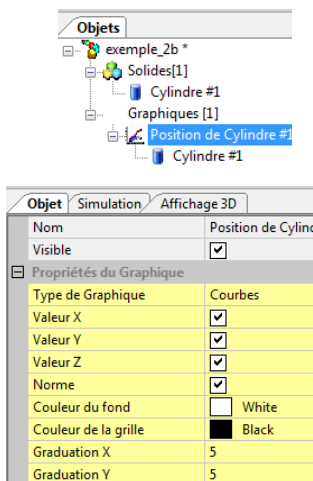 Objets
exemple_2b *
Solides[1]
Cylindre #1
Graphiques [1]
Position de Cylindre #1
Cylindre #1
Objet Simulation Affichage 3D
Nom Position de Cylind
Visible
Propriétés du Graphique
Type de Graphique Courbes
Valeur X
Valeur Y
Valeur Z
Norme
Couleur du fond White
Couleur de la grille Black
Graduation X 5
Graduation Y 5